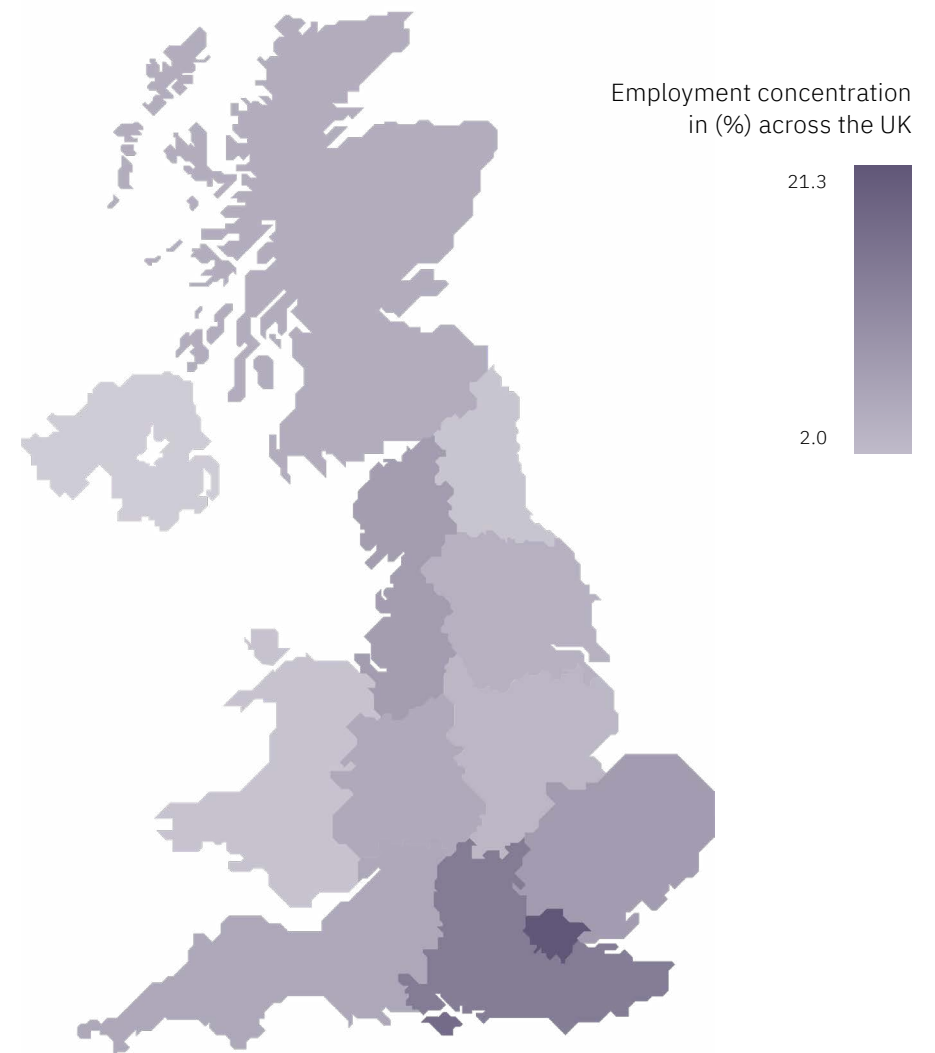 Employment concentration
in (%) across the UK
21.3
2.0